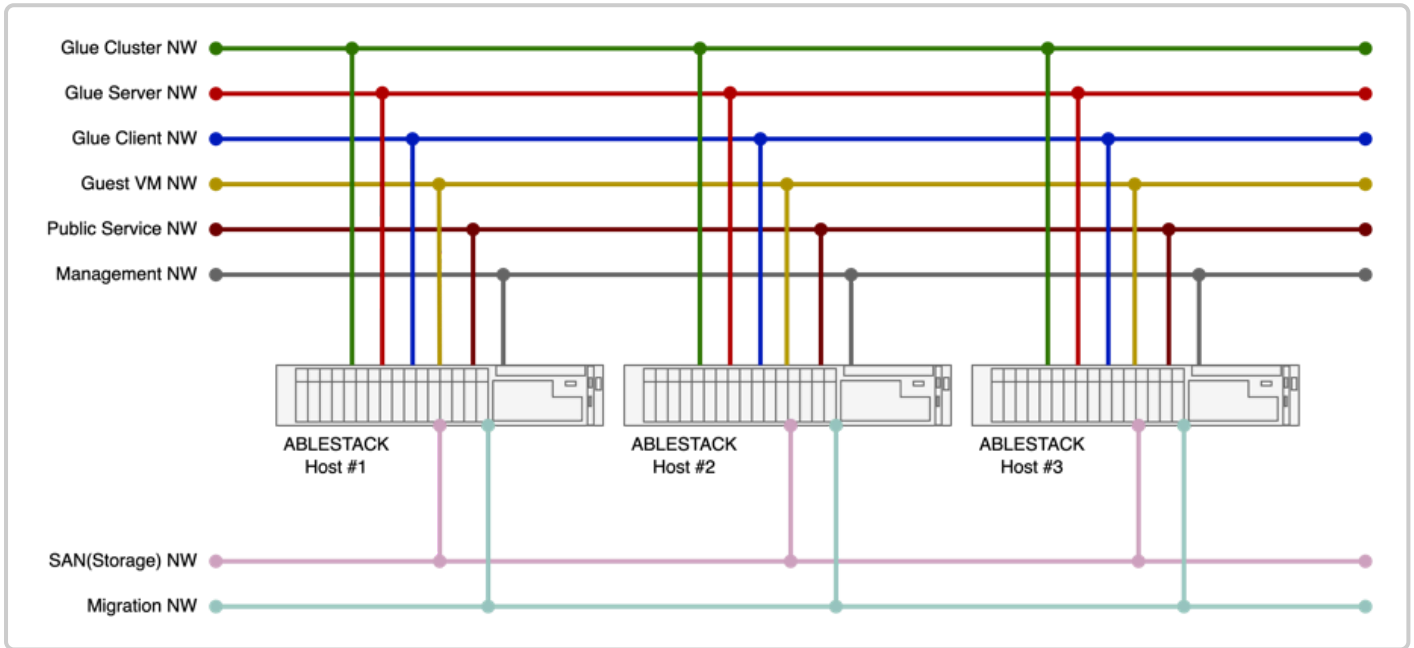 Glue Cluster NW
Glue Server NW
Glue Client NW
Guest VM NW
Public Service NW
Management NW
ABLESTACK
Host #1
ABLESTACK
Host #2
ABLESTACK
Host #3
SAN(Storage) NW
Migration NW